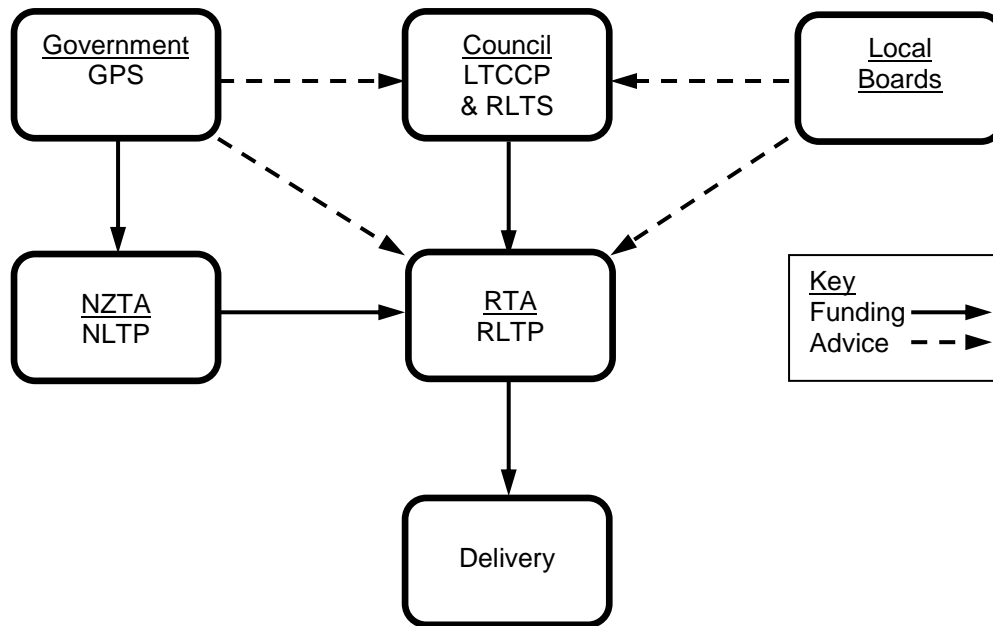 Government
GPS
Council
LTCCP
& RLTS
Local
Boards
NZTA
NLTP
RTA
RLTP
Key
Funding
Advice
Delivery